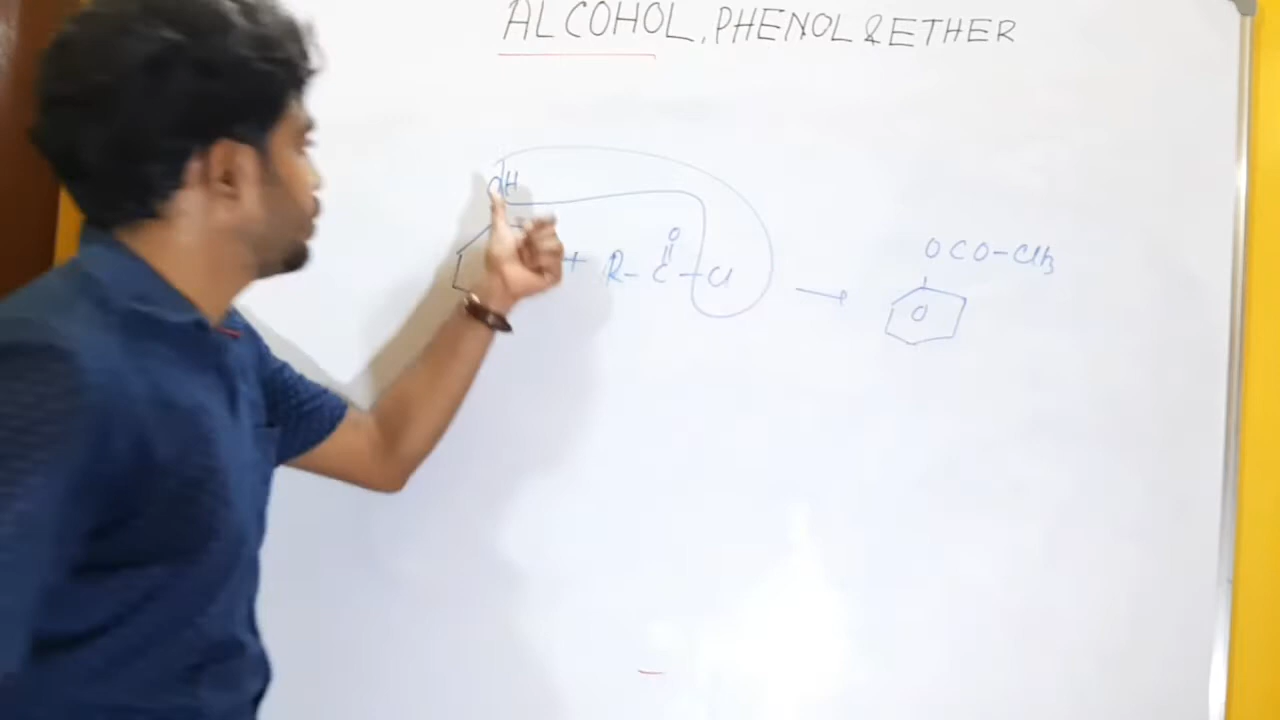 ALCOHOL, PHENOL & ETHER
OH
O
+ R- C -Cl → OCO-CH3
O